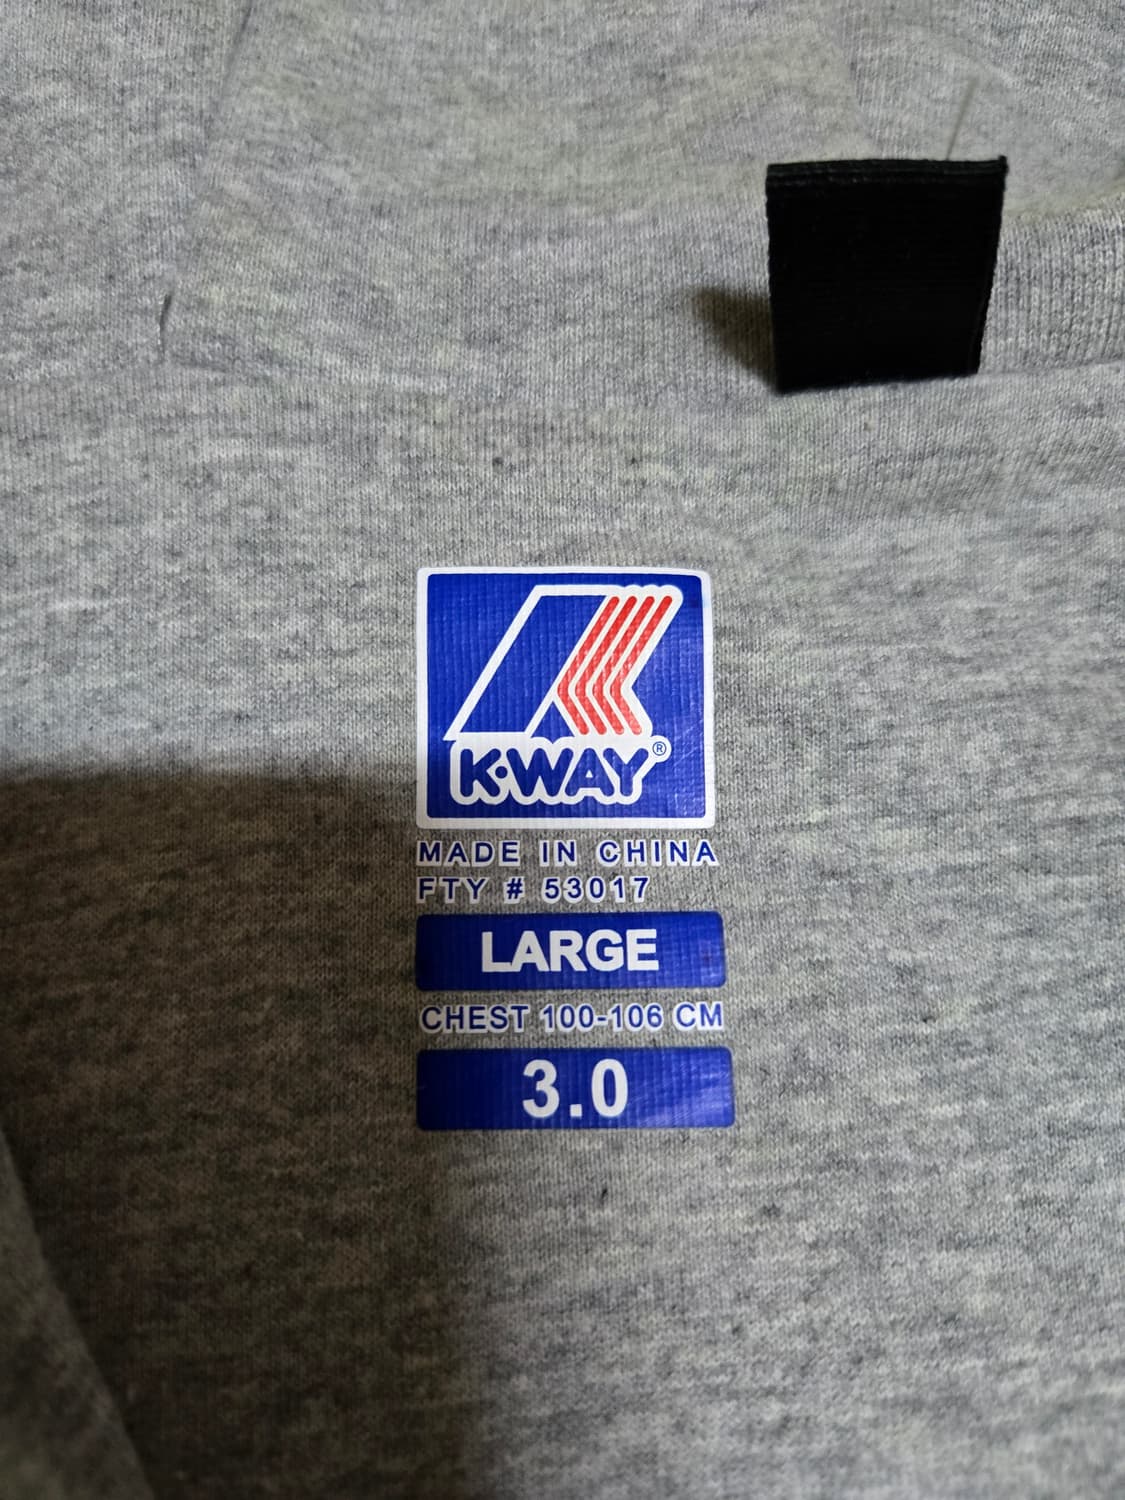 K·WAY®
MADE IN CHINA
FTY # 53017
LARGE
CHEST 100-106 CM
3.0